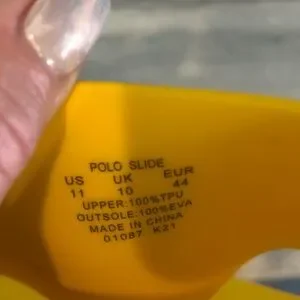 POLO SLIDE
US UK EUR
11 10 44
UPPER:100%TPU
OUTSOLE:100%EVA
MADE IN CHINA
01087 K21